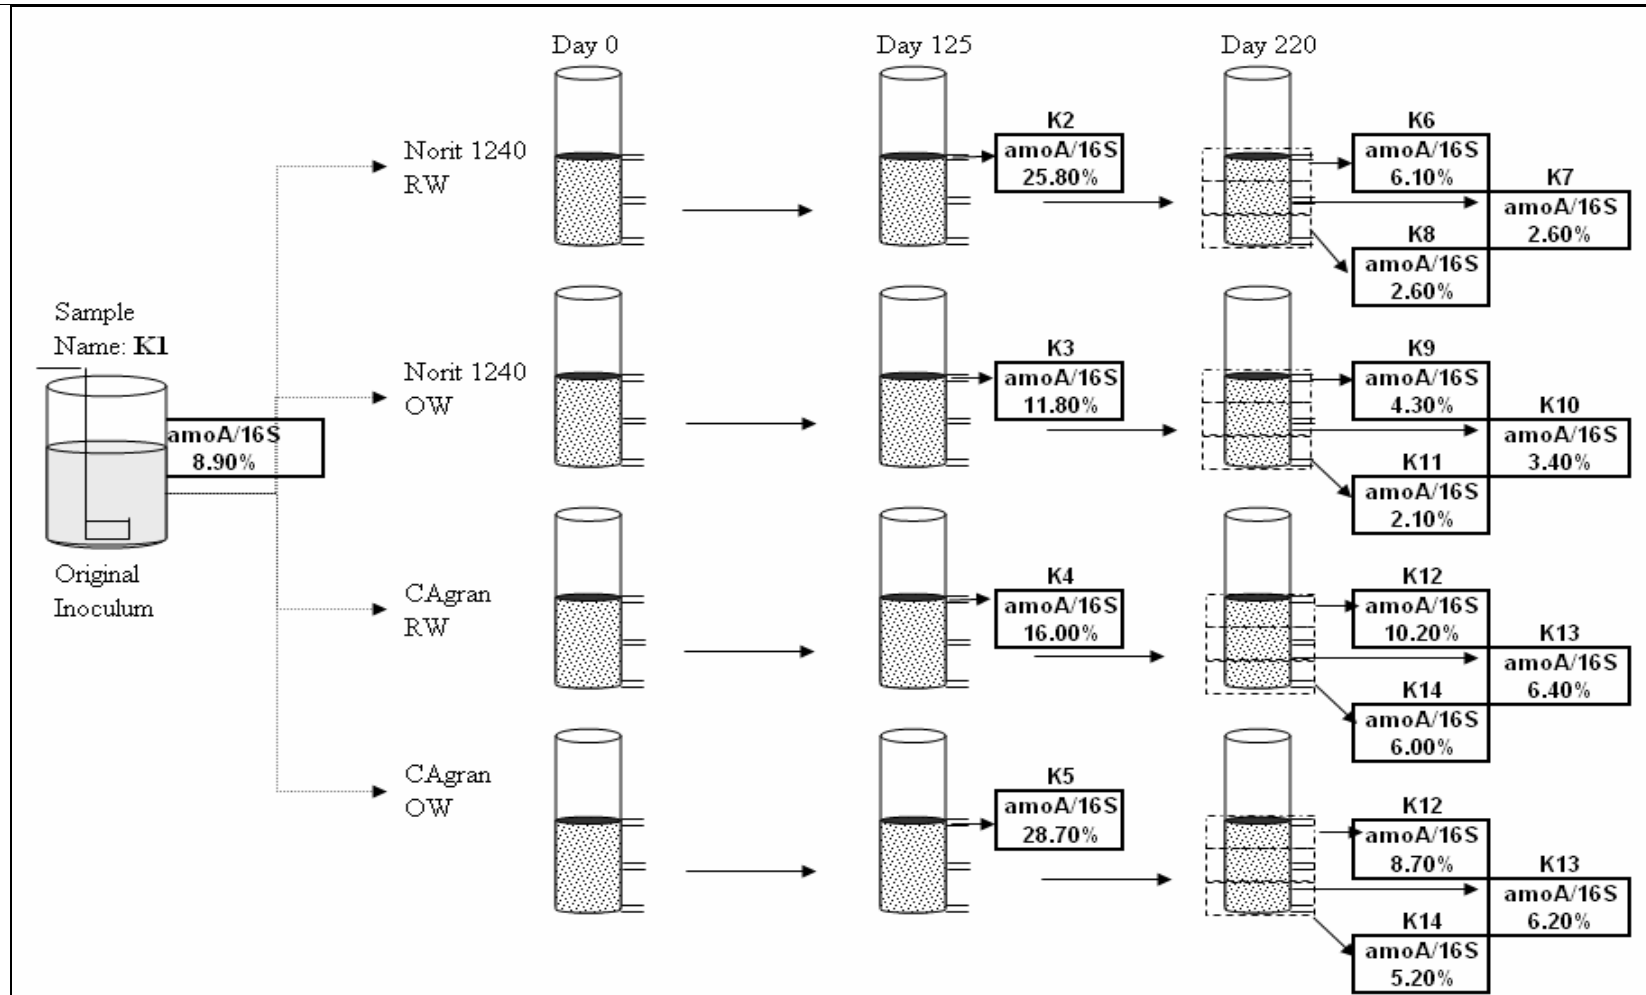 Day 0
Day 125
Day 220
Sample
Name: K1
amoA/16S
8.90%
Original
Inoculum
Norit 1240
RW
K2
amoA/16S
25.80%
K6
amoA/16S
6.10%
K7
amoA/16S
2.60%
K8
amoA/16S
2.60%
Norit 1240
OW
K3
amoA/16S
11.80%
K9
amoA/16S
4.30%
K10
amoA/16S
3.40%
K11
amoA/16S
2.10%
CAgran
RW
K4
amoA/16S
16.00%
K12
amoA/16S
10.20%
K13
amoA/16S
6.40%
K14
amoA/16S
6.00%
CAgran
OW
K5
amoA/16S
28.70%
K12
amoA/16S
8.70%
K13
amoA/16S
6.20%
K14
amoA/16S
5.20%